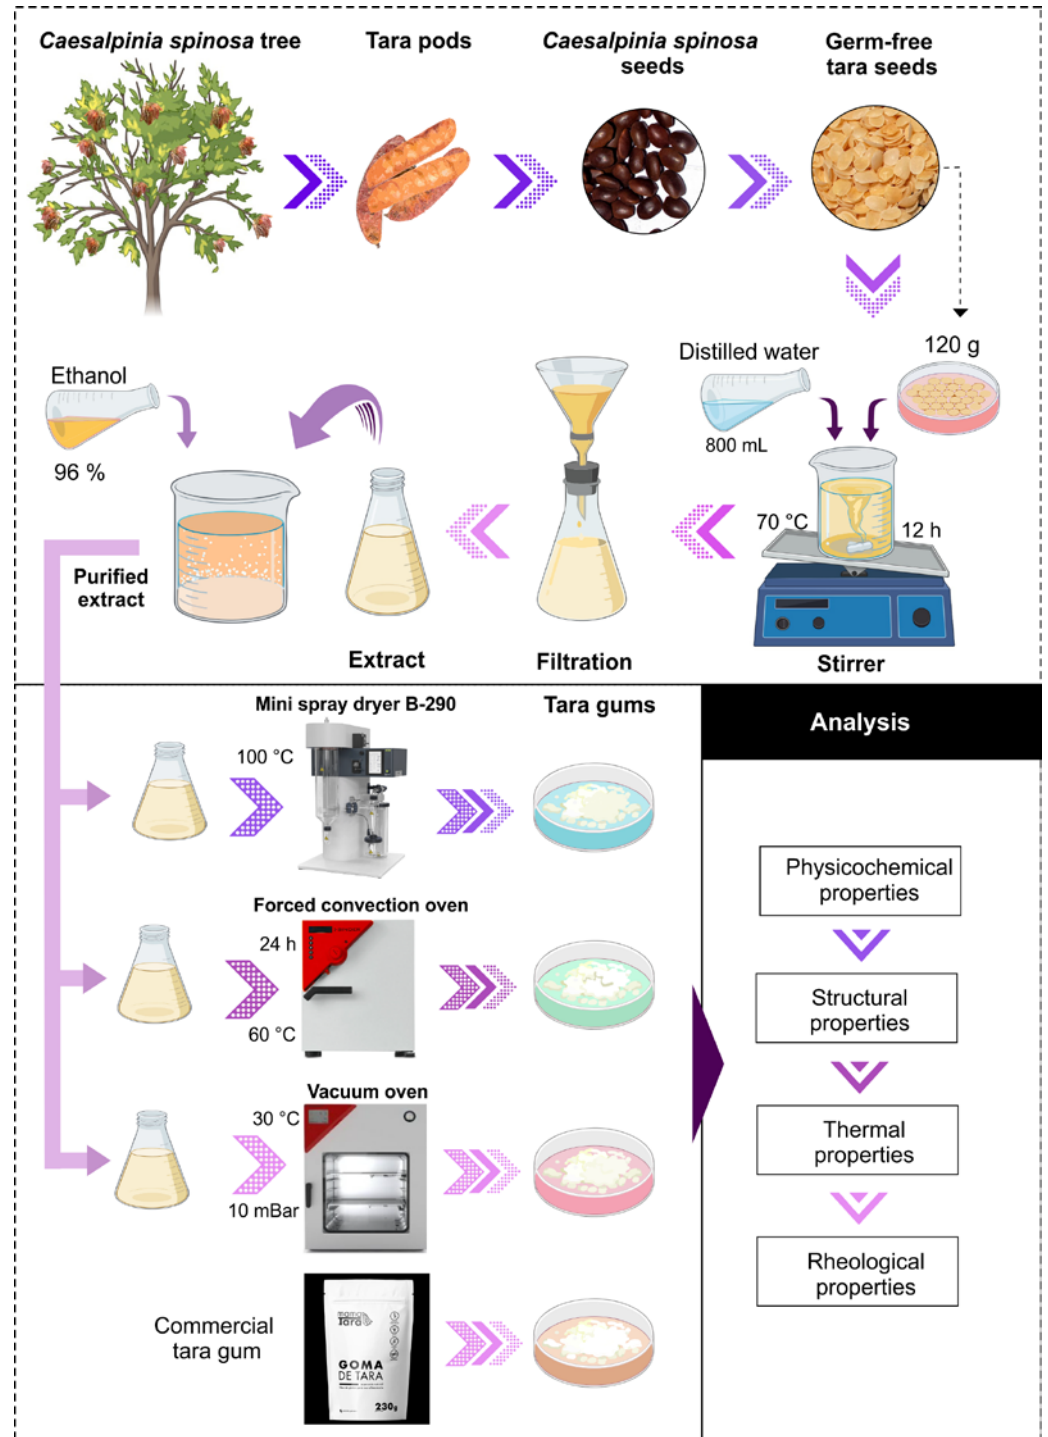 Caesalpinia spinosa tree
Tara pods
Caesalpinia spinosa
seeds
Germ-free
tara seeds
Ethanol
96 %
Distilled water
800 mL
120 g
70 °C
12 h
Purified
extract
Extract
Filtration
Stirrer
Mini spray dryer B-290
100 °C
Tara gums
Forced convection oven
24 h
60 °C
Vacuum oven
30 °C
10 mBar
Commercial
tara gum
mama
Tara
GOMA
DE TARA
230g
Analysis
Physicochemical
properties
Structural
properties
Thermal
properties
Rheological
properties